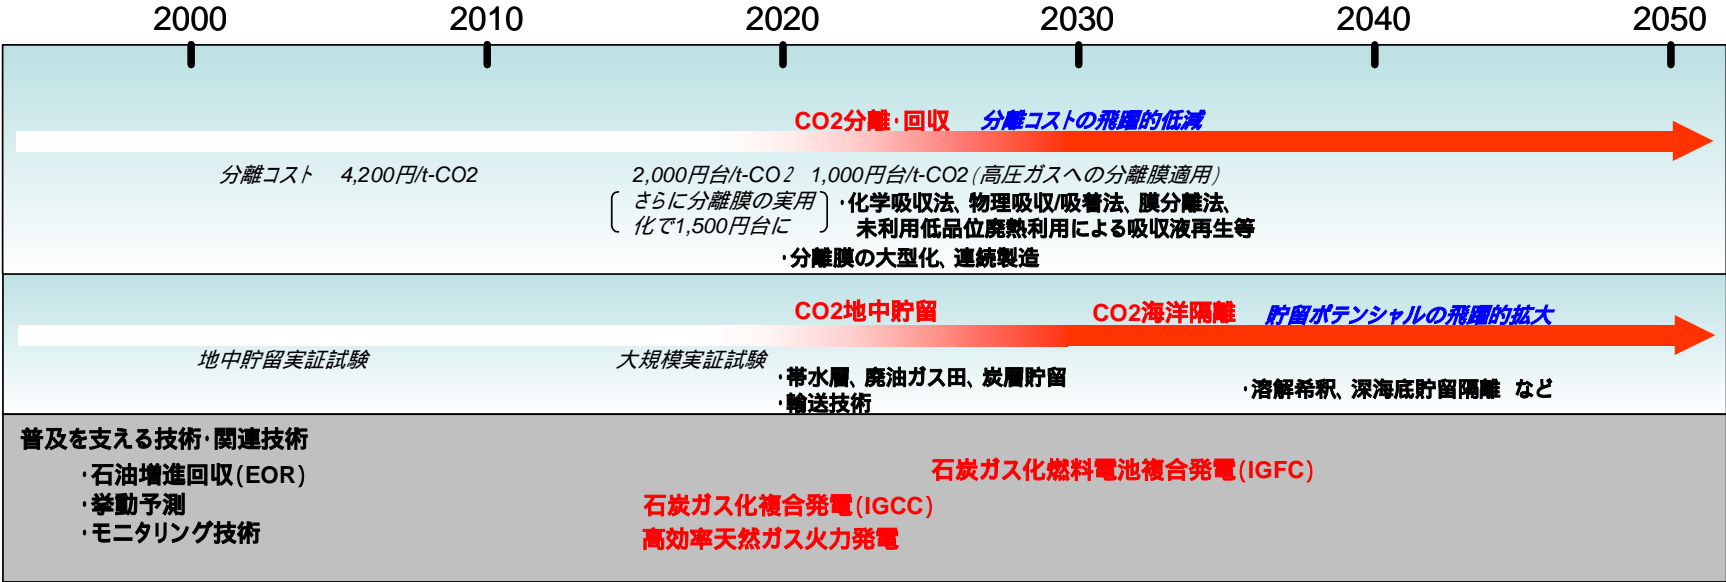 2000 2010 2020 2030 2040 2050
CO2分離・回収 分離コストの飛躍的低減
分離コスト 4,200円/t-CO2 2,000円台/t-CO2 1,000円台/t-CO2(高圧ガスへの分離膜適用)
さらに分離膜の実用
化で1,500円台に
・化学吸収法、物理吸収/吸着法、膜分離法、
未利用低品位廃熱利用による吸収液再生等
・分離膜の大型化、連続製造
CO2地中貯留 CO2海洋隔離 貯留ポテンシャルの飛躍的拡大
地中貯留実証試験 大規模実証試験
・帯水層、廃油ガス田、炭層貯留
・輸送技術
・溶解希釈、深海底貯留隔離 など
普及を支える技術・関連技術
・石油増進回収(EOR)
・挙動予測
・モニタリング技術
石炭ガス化燃料電池複合発電(IGFC)
石炭ガス化複合発電(IGCC)
高効率天然ガス火力発電